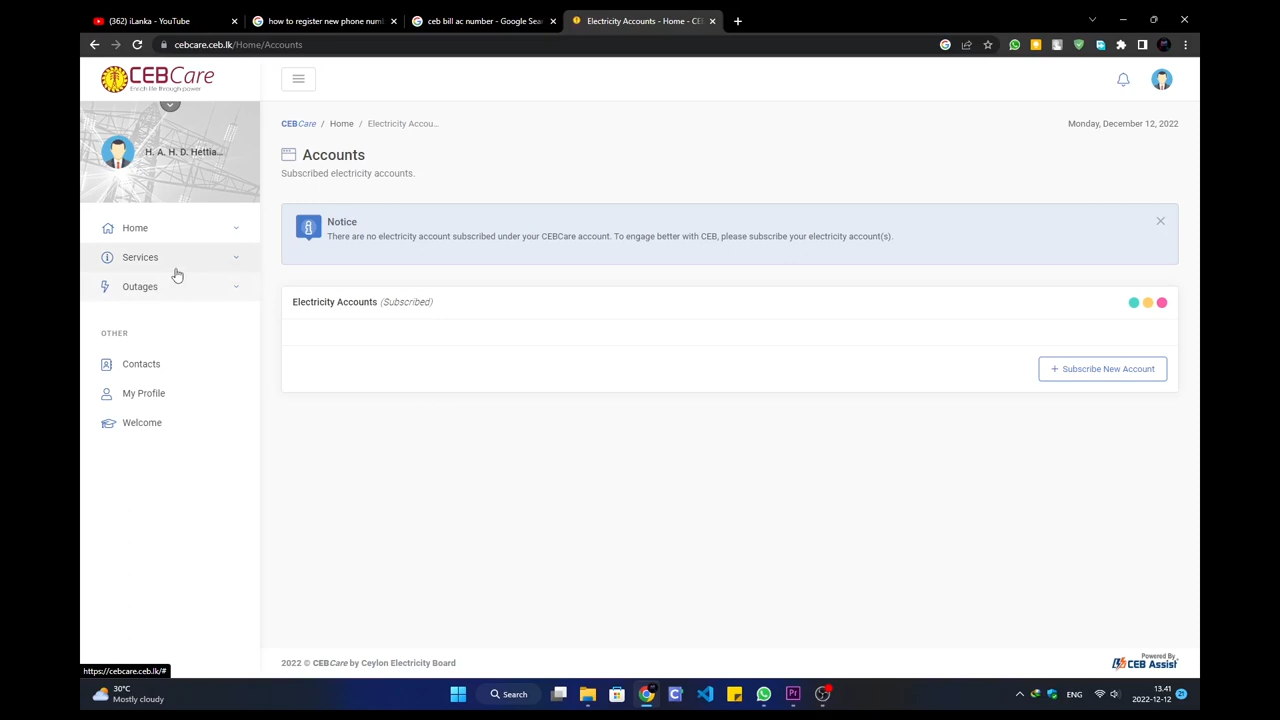 (362) iLanka - YouTube
how to register new phone num
ceb bill ac number - Google Sea
Electricity Accounts - Home - CE
cebcare.ceb.lk/Home/Accounts
CEBCare
Enrich life through power
CEBCare / Home / Electricity Accou...
Monday, December 12, 2022
H. A. H. D. Hettia...
Accounts
Subscribed electricity accounts.
Notice
There are no electricity account subscribed under your CEBCare account. To engage better with CEB, please subscribe your electricity account(s).
Home
Services
Outages
Electricity Accounts (Subscribed)
OTHER
Contacts
+ Subscribe New Account
My Profile
Welcome
2022 © CEBCare by Ceylon Electricity Board
Powered By
CEB Assist
https://cebcare.ceb.lk/#
30°C
Mostly cloudy
Search
Pr
ENG
13.41
2022-12-12